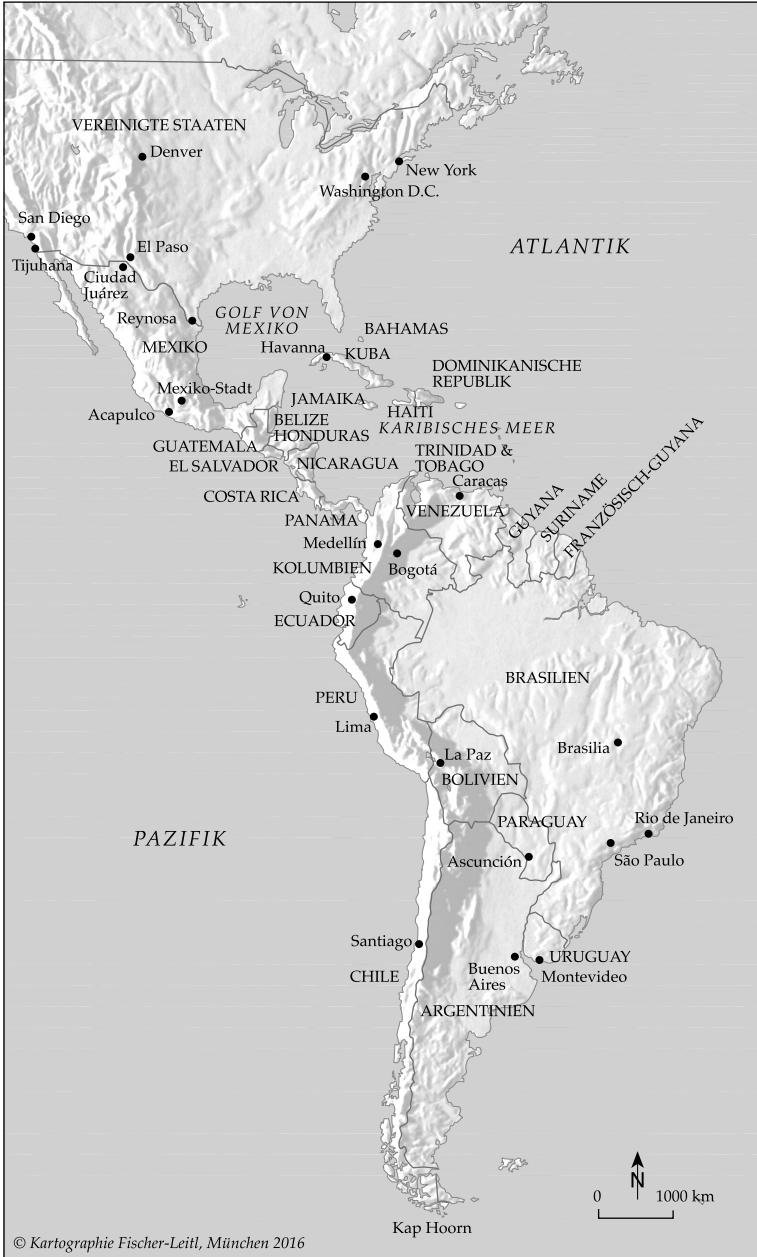 VEREINIGTE STAATEN
Denver
New York
Washington D.C.
San Diego
ATLANTIK
El Paso
Tijuhana
Ciudad
Juárez
GOLF VON
MEXIKO
Reynosa
BAHAMAS
MEXIKO
Havanna
KUBA
DOMINIKANISCHE
REPUBLIK
Mexiko-Stadt
JAMAIKA
Acapulco
HAITI
BELIZE
KARIBISCHES MEER
HONDURAS
GUATEMALA
TRINIDAD &
TOBAGO
EL SALVADOR
NICARAGUA
Caracas
COSTA RICA
VENEZUELA
GUYANA
SURINAME
FRANZÖSISCH-GUYANA
PANAMA
Medellín
KOLUMBIEN
Bogotá
Quito
ECUADOR
BRASILIEN
PERU
Lima
Brasilia
La Paz
BOLIVIEN
PARAGUAY
Rio de Janeiro
PAZIFIK
Ascunción
São Paulo
Santiago
URUGUAY
Buenos
Aires
Montevideo
CHILE
ARGENTINIEN
N
0 1000 km
Kap Hoorn
© Kartographie Fischer-Leitl, München 2016